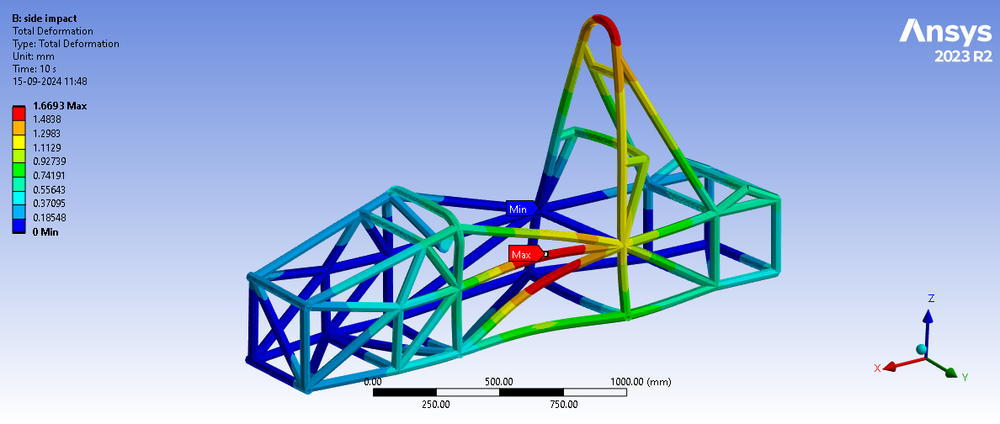 B: side impact
Total Deformation
Type: Total Deformation
Unit: mm
Time: 10 s
15-09-2024 11:48
1.6693 Max
1.4838
1.2983
1.1129
0.92739
0.74191
0.55643
0.37095
0.18548
0 Min
Ansys
2023 R2
Min
Max
Z
X
Y
0.00
500.00
1000.00 (mm)
250.00
750.00